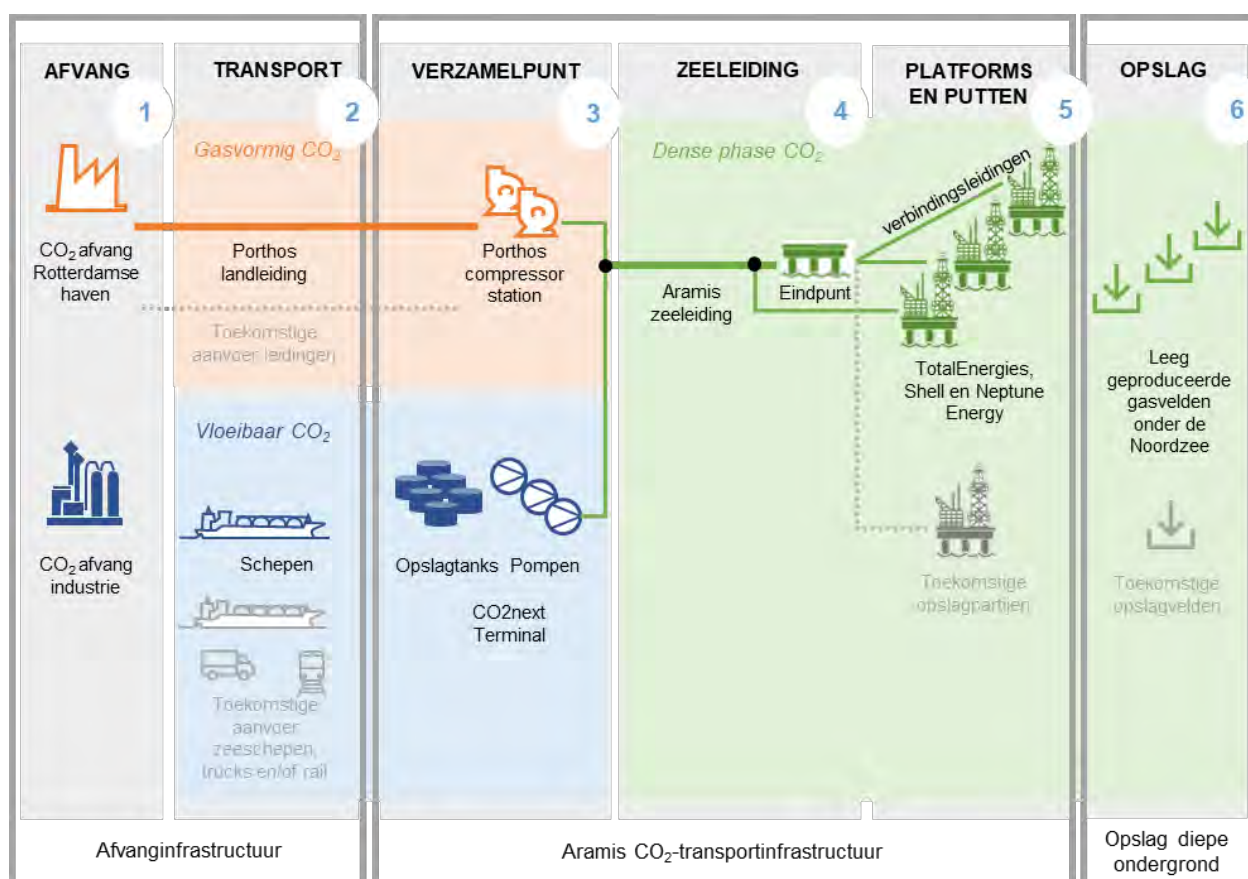 AFVANG
1
TRANSPORT
2
VERZAMELPUNT
3
ZEELEIDING
4
PLATFORMS
EN PUTTEN
5
OPSLAG
6
Gasvormig CO₂
Dense phase CO₂
verbindingsleidingen
CO₂ afvang
Rotterdamse
haven
Porthos
landleiding
Porthos
compressor
station
Aramis
zeeleiding
Eindpunt
Toekomstige
aanvoer leidingen
TotalEnergies,
Shell en Neptune
Energy
Leeg
geproduceerde
gasvelden
onder de
Noordzee
Vloeibaar CO₂
CO₂ afvang
industrie
Schepen
Opslagtanks
Pompen
CO2next
Terminal
Toekomstige
opslagpartijen
Toekomstige
opslagvelden
Toekomstige
aanvoer
zeeschepen,
trucks en/of rail
Afvanginfrastructuur
Aramis CO₂-transportinfrastructuur
Opslag diepe
ondergrond